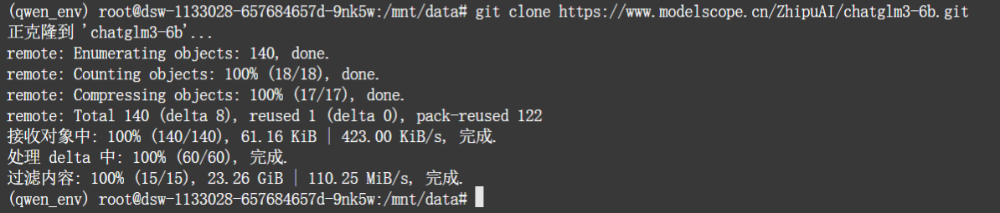 (qwen_env) root@dsw-1133028-657684657d-9nk5w:/mnt/data# git clone https://www.modelscope.cn/ZhipuAI/chatglm3-6b.git
正克隆到 'chatglm3-6b'...
remote: Enumerating objects: 140, done.
remote: Counting objects: 100% (18/18), done.
remote: Compressing objects: 100% (17/17), done.
remote: Total 140 (delta 8), reused 1 (delta 0), pack-reused 122
接收对象中: 100% (140/140), 61.16 KiB | 423.00 KiB/s, 完成.
处理 delta 中: 100% (60/60), 完成.
过滤内容: 100% (15/15), 23.26 GiB | 110.25 MiB/s, 完成.
(qwen_env) root@dsw-1133028-657684657d-9nk5w:/mnt/data#